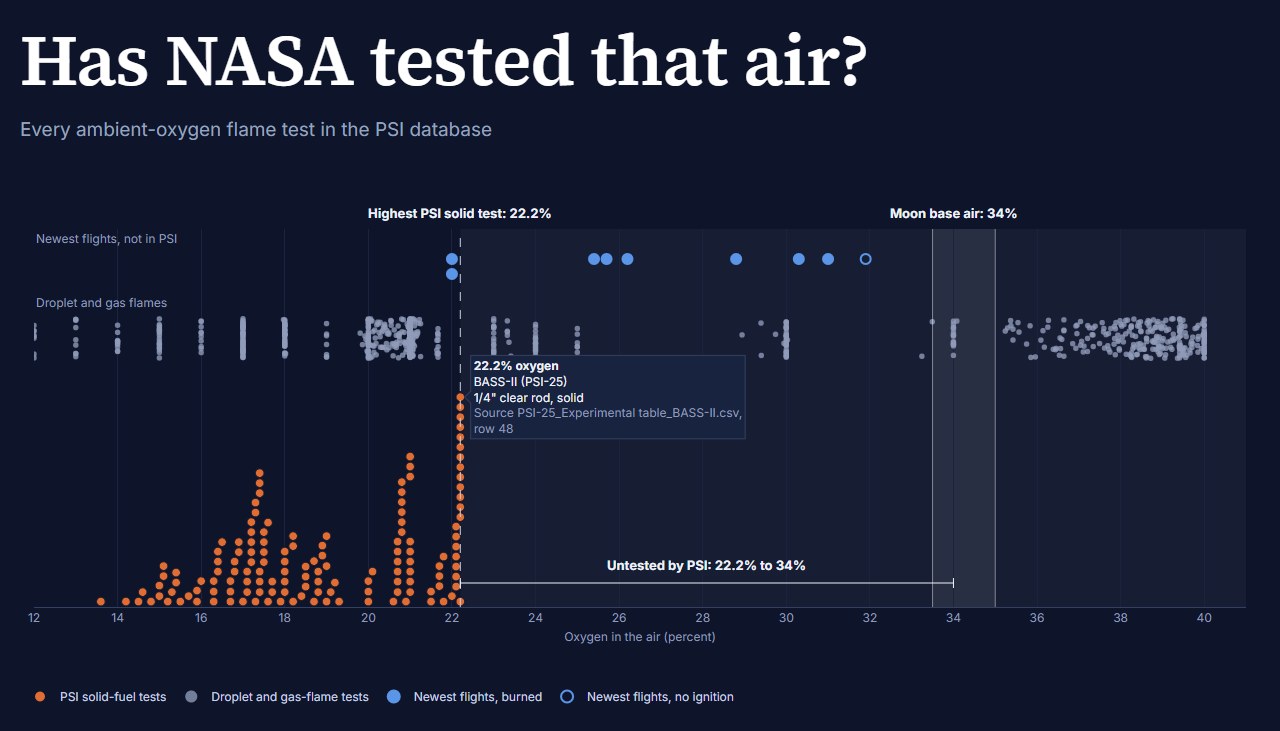 Has NASA tested that air?
Every ambient-oxygen flame test in the PSI database
Highest PSI solid test: 22.2%
Moon base air: 34%
Newest flights, not in PSI
Droplet and gas flames
22.2% oxygen
BASS-II (PSI-25)
1/4" clear rod, solid
Source PSI-25_Experimental table_BASS-II.csv,
row 48
Untested by PSI: 22.2% to 34%
12 14 16 18 20 22 24 26 28 30 32 34 36 38 40
Oxygen in the air (percent)
PSI solid-fuel tests Droplet and gas-flame tests Newest flights, burned Newest flights, no ignition